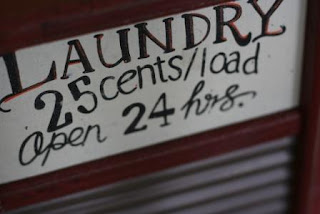 LAUNDRY
25 cents/load
Open 24 hrs.